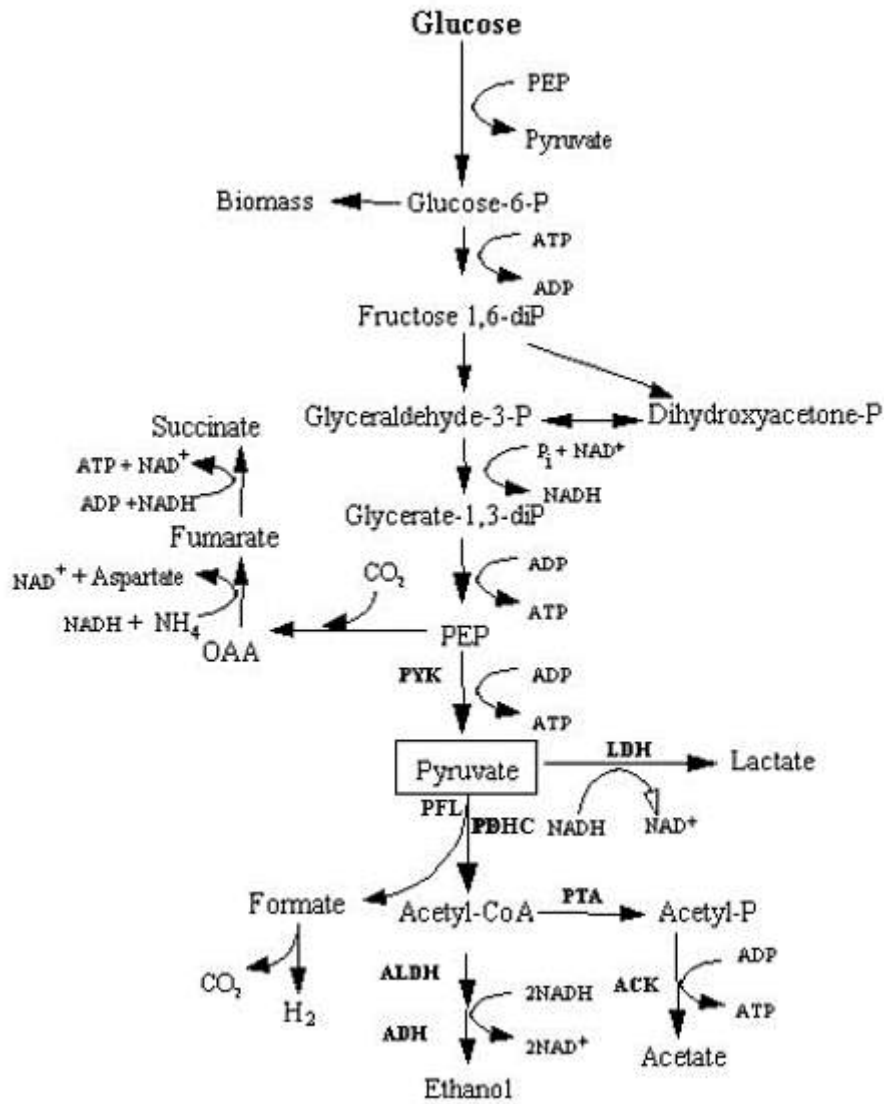 Glucose
PEP
Pyruvate
Biomass
Glucose-6-P
ATP
ADP
Fructose 1,6-diP
Glyceraldehyde-3-P
Dihydroxyacetone-P
Succinate
ATP + NAD⁺
ADP +NADH
Pi + NAD⁺
NADH
Glycerate-1,3-diP
Fumarate
NAD⁺ + Aspartate
NADH + NH₄
OAA
CO₂
ADP
ATP
PEP
PYK
ADP
ATP
Pyruvate
LDH
Lactate
NADH
NAD⁺
PFL
PDHC
Formate
Acetyl-CoA
PTA
Acetyl-P
CO₂
H₂
ALDH
2NADH
ADH
2NAD⁺
ACK
ADP
ATP
Ethanol
Acetate